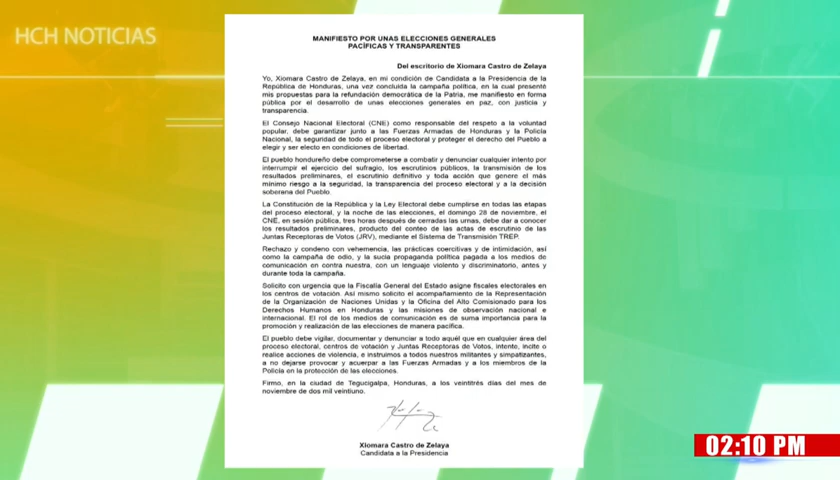 HCH NOTICIAS
MANIFIESTO POR UNAS ELECCIONES GENERALES
PACÍFICAS Y TRANSPARENTES
Del escritorio de Xiomara Castro de Zelaya
Yo, Xiomara Castro de Zelaya, en mi condición de Candidata a la Presidencia de la
República de Honduras, una vez concluida la campaña política, en la cual presenté
mis propuestas para la refundación democrática de la Patria, me manifiesto en forma
pública por el desarrollo de unas elecciones generales en paz, con justicia y
transparencia.
El Consejo Nacional Electoral (CNE) como responsable del respeto a la voluntad
popular, debe garantizar junto a las Fuerzas Armadas de Honduras y la Policía
Nacional, la seguridad de todo el proceso electoral y proteger el derecho del Pueblo a
elegir y ser electo en condiciones de libertad.
El pueblo hondureño debe comprometerse a combatir y denunciar cualquier intento por
interrumpir el ejercicio del sufragio, los escrutinios públicos, la transmisión de los
resultados preliminares, el escrutinio definitivo y toda acción que genere el más
mínimo riesgo a la seguridad, la transparencia del proceso electoral y a la decisión
soberana del Pueblo.
La Constitución de la República y la Ley Electoral debe cumplirse en todas las etapas
del proceso electoral, y la noche de las elecciones, el domingo 28 de noviembre, el
CNE, en sesión pública, tres horas después de cerradas las urnas, debe dar a conocer
los resultados preliminares, producto del conteo de las actas de escrutinio de las
Juntas Receptoras de Votos (JRV), mediante el Sistema de Transmisión TREP.
Rechazo y condeno con vehemencia, las prácticas coercitivas y de intimidación, así
como la campaña de odio, y la sucia propaganda política pagada a los medios de
comunicación en contra nuestra, con un lenguaje violento y discriminatorio, antes y
durante toda la campaña.
Solicito con urgencia que la Fiscalía General del Estado asigne fiscales electorales en
los centros de votación. Así mismo solicito el acompañamiento de la Representación
de la Organización de Naciones Unidas y la Oficina del Alto Comisionado para los
Derechos Humanos en Honduras y las misiones de observación nacional e
internacional. El rol de los medios de comunicación es de suma importancia para la
promoción y realización de las elecciones de manera pacífica.
El pueblo debe vigilar, documentar y denunciar a todo aquél que en cualquier área del
proceso electoral, centros de votación y Juntas Receptoras de Votos, intente, incite o
realice acciones de violencia, e instruimos a todos nuestros militantes y simpatizantes,
a no dejarse provocar y acuerpar a las Fuerzas Armadas y a los miembros de la
Policía en la protección de las elecciones.
Firmo, en la ciudad de Tegucigalpa, Honduras, a los veintitrés días del mes de
noviembre de dos mil veintiuno.
Xiomara Castro de Zelaya
Candidata a la Presidencia
02:10 PM